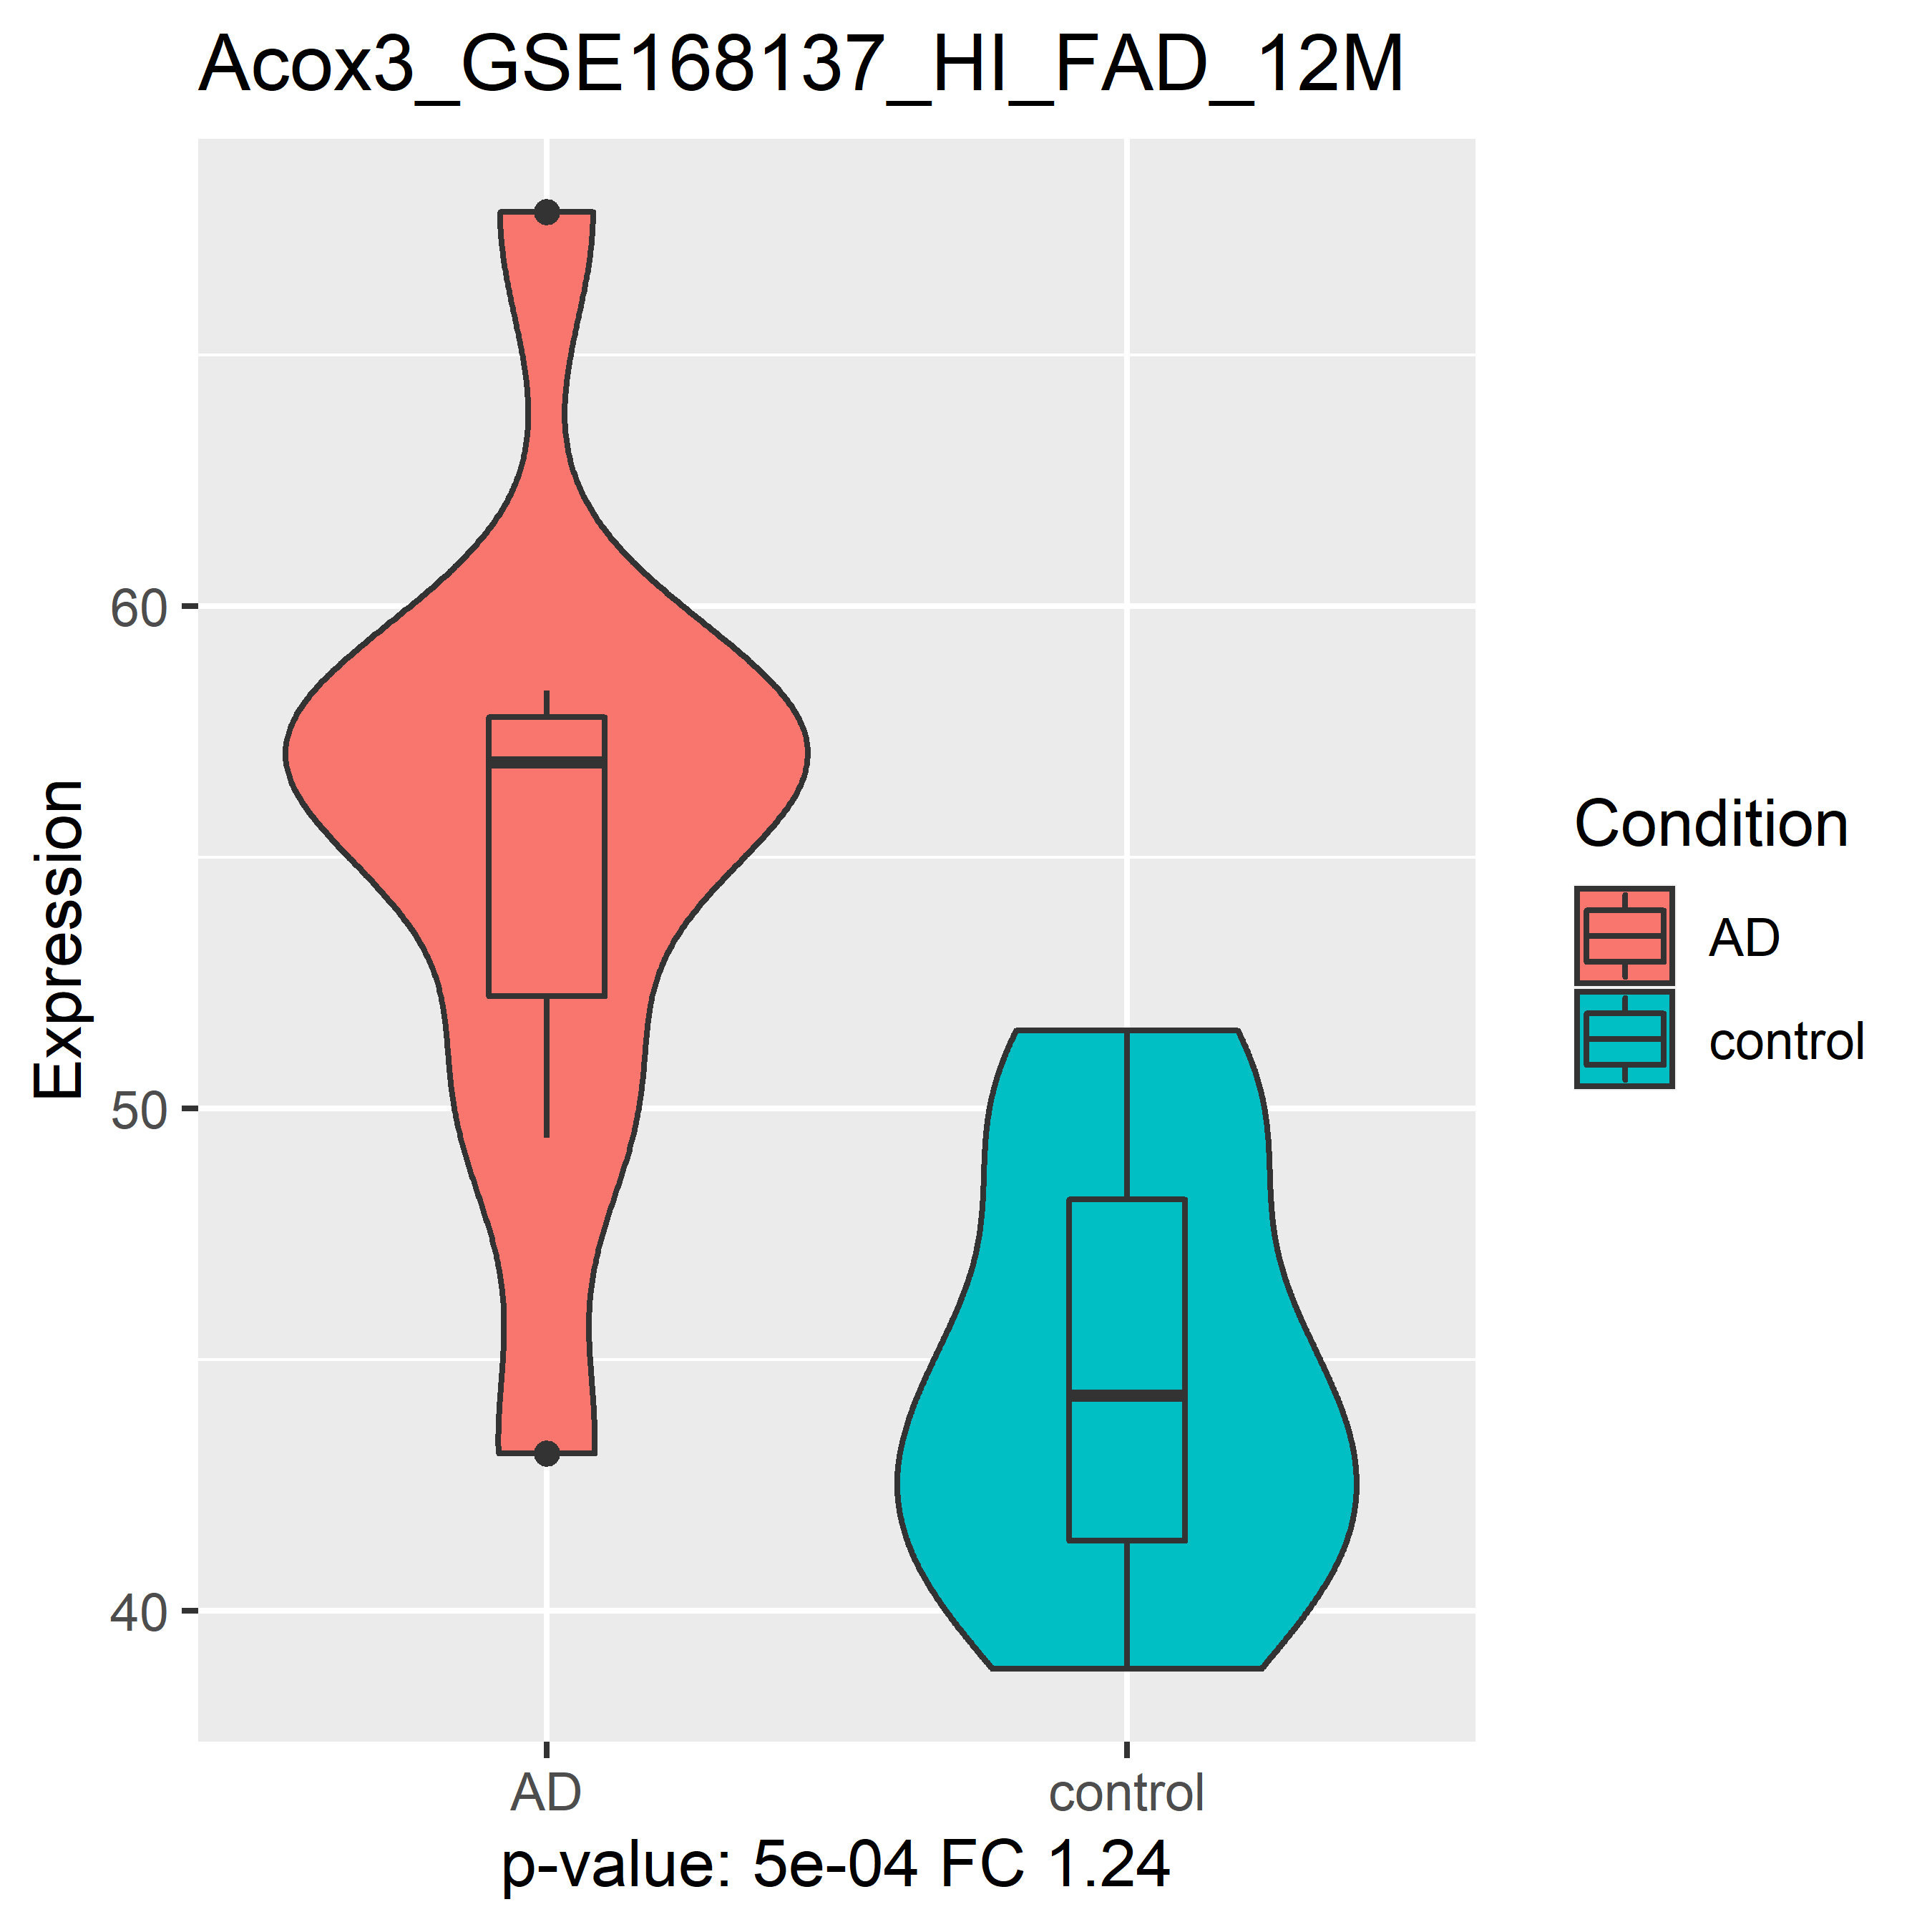 Acox3_GSE168137_HI_FAD_12M
Expression
60
50
40
AD
control
p-value: 5e-04 FC 1.24
Condition
AD
control